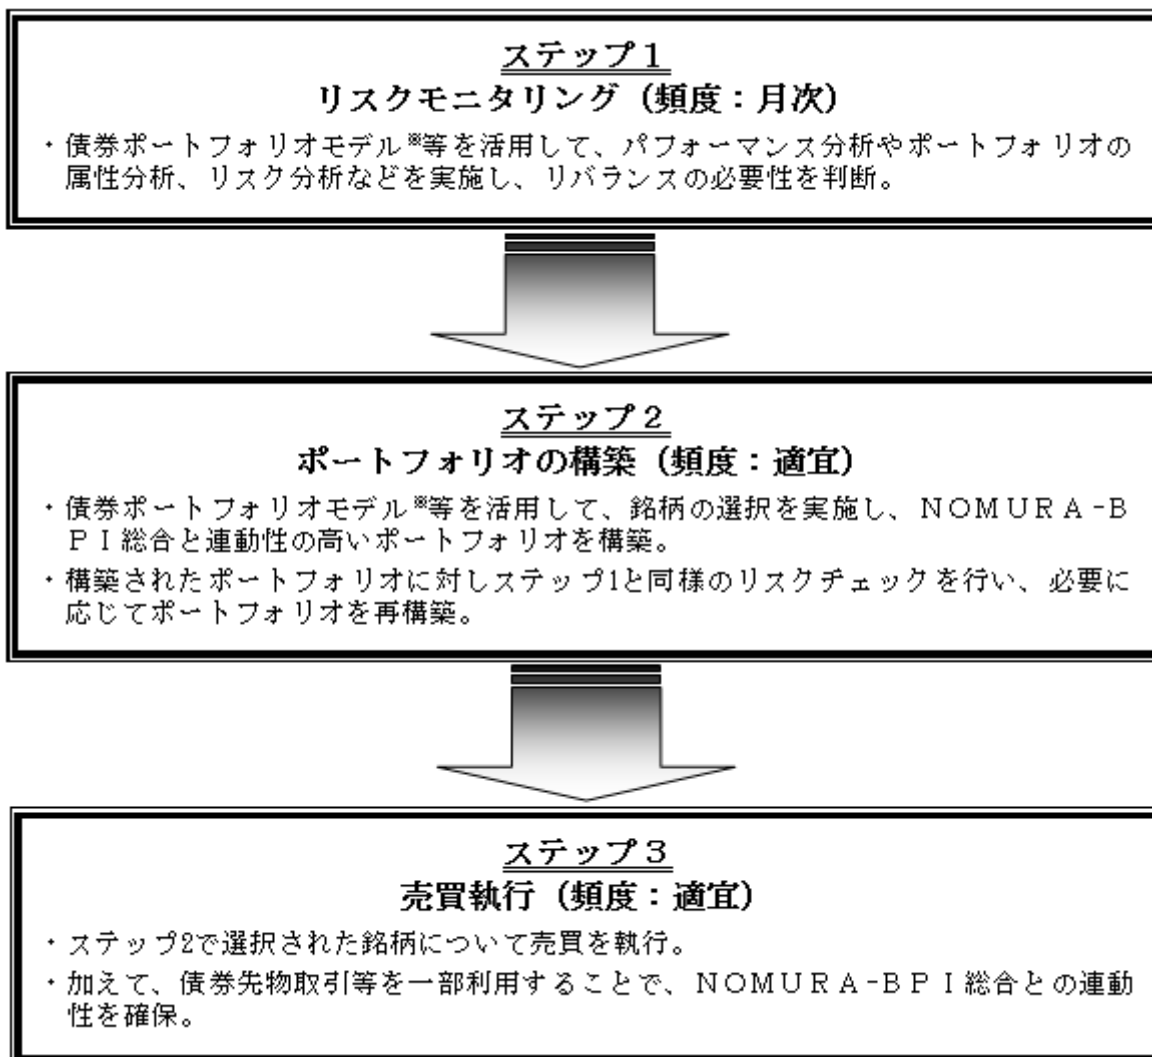 ステップ1
リスクモニタリング（頻度：月次）
・債券ポートフォリオモデル※等を活用して、パフォーマンス分析やポートフォリオの
属性分析、リスク分析などを実施し、リバランスの必要性を判断。
ステップ2
ポートフォリオの構築（頻度：適宜）
・債券ポートフォリオモデル※等を活用して、銘柄の選択を実施し、ＮＯＭＵＲＡ-Ｂ
ＰＩ総合と連動性の高いポートフォリオを構築。
・構築されたポートフォリオに対しステップ1と同様のリスクチェックを行い、必要に
応じてポートフォリオを再構築。
ステップ3
売買執行（頻度：適宜）
・ステップ2で選択された銘柄について売買を執行。
・加えて、債券先物取引等を一部利用することで、ＮＯＭＵＲＡ-ＢＰＩ総合との連動
性を確保。